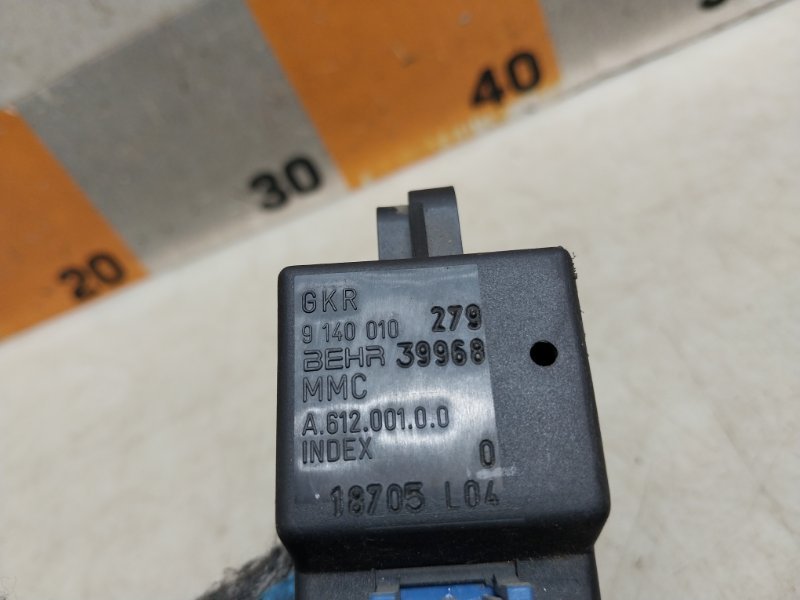 40
30
20
GKR
9 140 010 279
BEHR 39968
MMC
A.612.001.0.0
INDEX 0
18705 L04